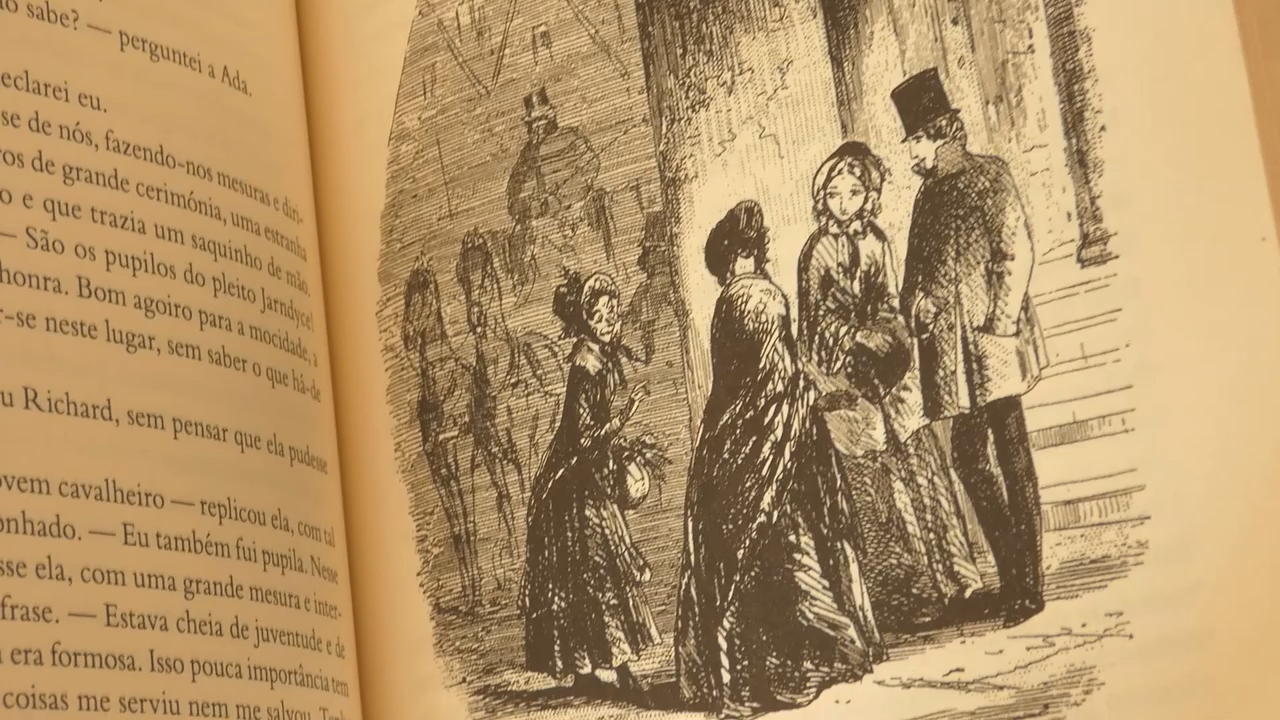 sabe? — perguntei a Ada.
eclarei eu.
se de nós, fazendo-nos mesuras e diri-
ros de grande cerimónia, uma estranha
o e que trazia um saquinho de mão.
— São os pupilos do pleito Jarndyce!
honra. Bom agoiro para a mocidade, a
r-se neste lugar, sem saber o que há-de
u Richard, sem pensar que ela pudesse
ovem cavalheiro — replicou ela, com tal
onhado. — Eu também fui pupila. Nesse
sse ela, com uma grande mesura e inter-
frase. — Estava cheia de juventude e de
era formosa. Isso pouca importância tem
coisas me serviu nem me salvou.